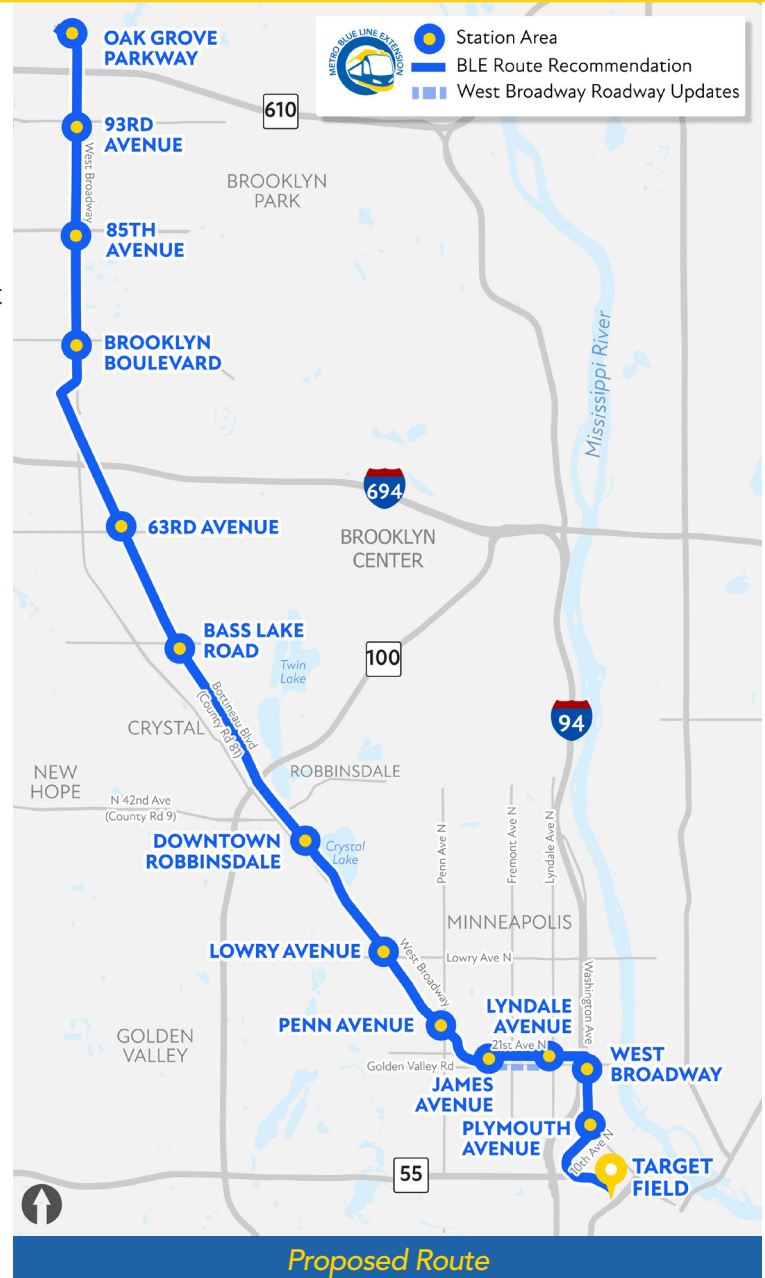 METRO BLUE LINE EXTENSION
Station Area
BLE Route Recommendation
West Broadway Roadway Updates
OAK GROVE
PARKWAY
610
93RD
AVENUE
West Broadway
BROOKLYN
PARK
85TH
AVENUE
t
BROOKLYN
BOULEVARD
Mississippi River
694
63RD AVENUE
BROOKLYN
CENTER
BASS LAKE
ROAD
100
Twin
Lake
Bottineau Blvd
(County Rd 81)
94
CRYSTAL
NEW
HOPE
ROBBINSDALE
N 42nd Ave
(County Rd 9)
DOWNTOWN
ROBBINSDALE
Crystal
Lake
Penn Ave N
Fremont Ave N
Lyndale Ave N
MINNEAPOLIS
LOWRY AVENUE
West Broadway
Lowry Ave N
Washington Ave
PENN AVENUE
LYNDALE
AVENUE
21st Ave N
GOLDEN
VALLEY
Golden Valley Rd
WEST
BROADWAY
JAMES
AVENUE
PLYMOUTH
AVENUE
10th Ave N
55
TARGET
FIELD
Proposed Route